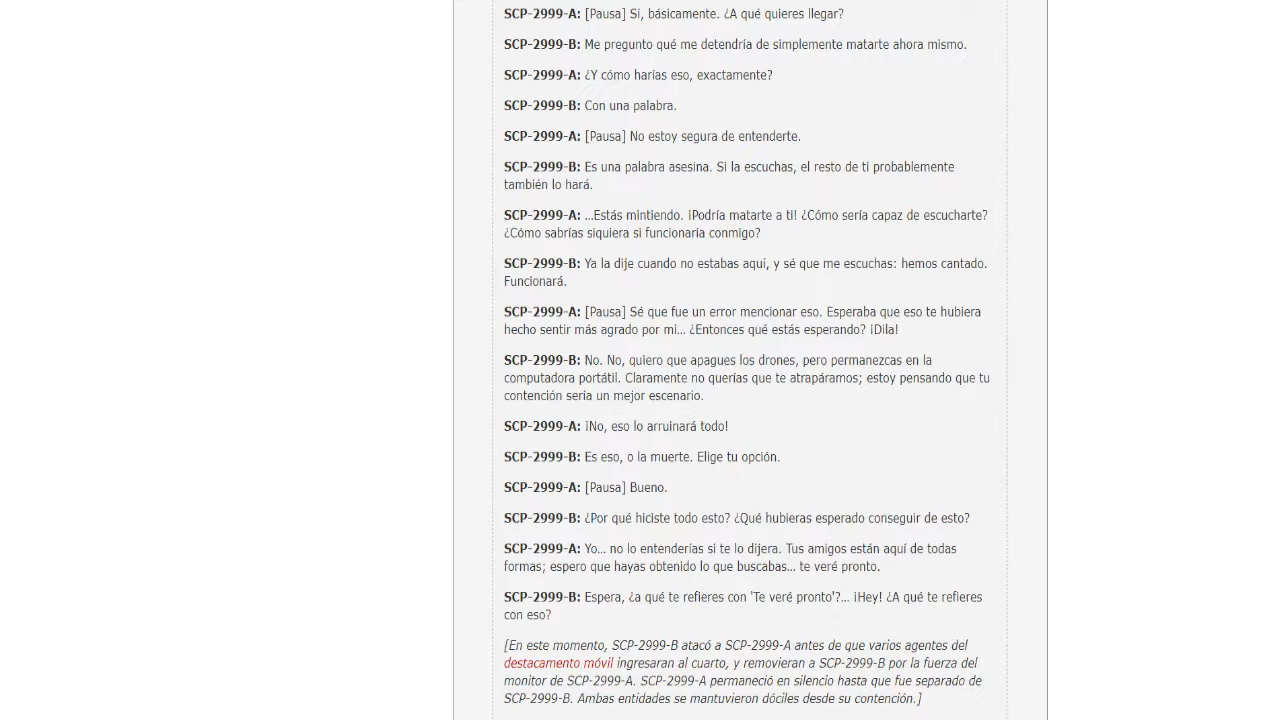 SCP-2999-A: [Pausa] Sí, básicamente. ¿A qué quieres llegar?
SCP-2999-B: Me pregunto qué me detendría de simplemente matarte ahora mismo.
SCP-2999-A: ¿Y cómo harías eso, exactamente?
SCP-2999-B: Con una palabra.
SCP-2999-A: [Pausa] No estoy segura de entenderte.
SCP-2999-B: Es una palabra asesina. Si la escuchas, el resto de ti probablemente
también lo hará.
SCP-2999-A: …Estás mintiendo. ¡Podría matarte a ti! ¿Cómo sería capaz de escucharte?
¿Cómo sabrías siquiera si funcionaría conmigo?
SCP-2999-B: Ya la dije cuando no estabas aquí, y sé que me escuchas: hemos cantado.
Funcionará.
SCP-2999-A: [Pausa] Sé que fue un error mencionar eso. Esperaba que eso te hubiera
hecho sentir más agrado por mi… ¿Entonces qué estás esperando? ¡Dila!
SCP-2999-B: No. No, quiero que apagues los drones, pero permanezcas en la
computadora portátil. Claramente no querías que te atrapáramos; estoy pensando que tu
contención sería un mejor escenario.
SCP-2999-A: ¡No, eso lo arruinará todo!
SCP-2999-B: Es eso, o la muerte. Elige tu opción.
SCP-2999-A: [Pausa] Bueno.
SCP-2999-B: ¿Por qué hiciste todo esto? ¿Qué hubieras esperado conseguir de esto?
SCP-2999-A: Yo… no lo entenderías si te lo dijera. Tus amigos están aquí de todas
formas; espero que hayas obtenido lo que buscabas… te veré pronto.
SCP-2999-B: Espera, ¿a qué te refieres con 'Te veré pronto'?… ¡Hey! ¿A qué te refieres
con eso?
[En este momento, SCP-2999-B atacó a SCP-2999-A antes de que varios agentes del
destacamento móvil ingresaran al cuarto, y removieran a SCP-2999-B por la fuerza del
monitor de SCP-2999-A. SCP-2999-A permaneció en silencio hasta que fue separado de
SCP-2999-B. Ambas entidades se mantuvieron dóciles desde su contención.]